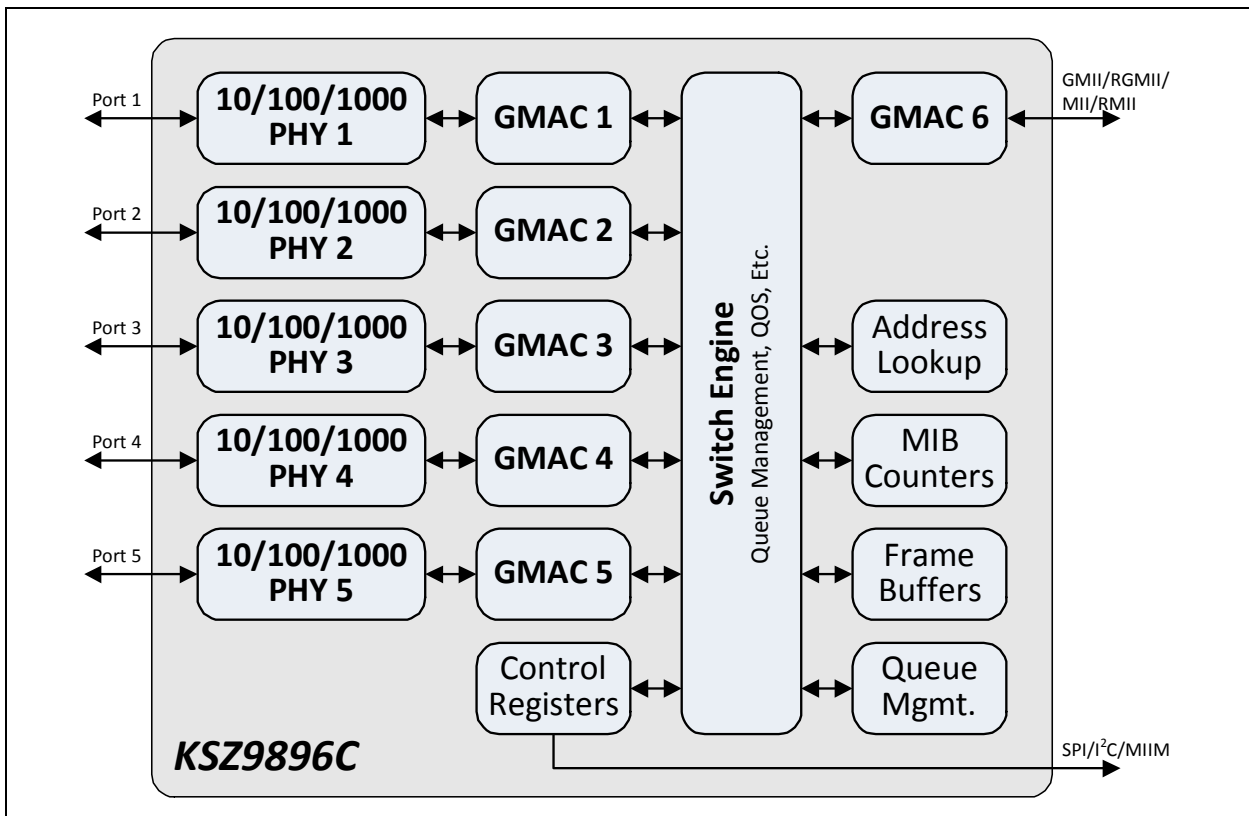 Port 1
10/100/1000
PHY 1
GMAC 1
GMAC 6
GMII/RGMII/
MII/RMII
Port 2
10/100/1000
PHY 2
GMAC 2
Switch Engine
Queue Management, QOS, Etc.
Port 3
10/100/1000
PHY 3
GMAC 3
Address
Lookup
Port 4
10/100/1000
PHY 4
GMAC 4
MIB
Counters
Port 5
10/100/1000
PHY 5
GMAC 5
Frame
Buffers
Control
Registers
Queue
Mgmt.
KSZ9896C
SPI/I²C/MIIM